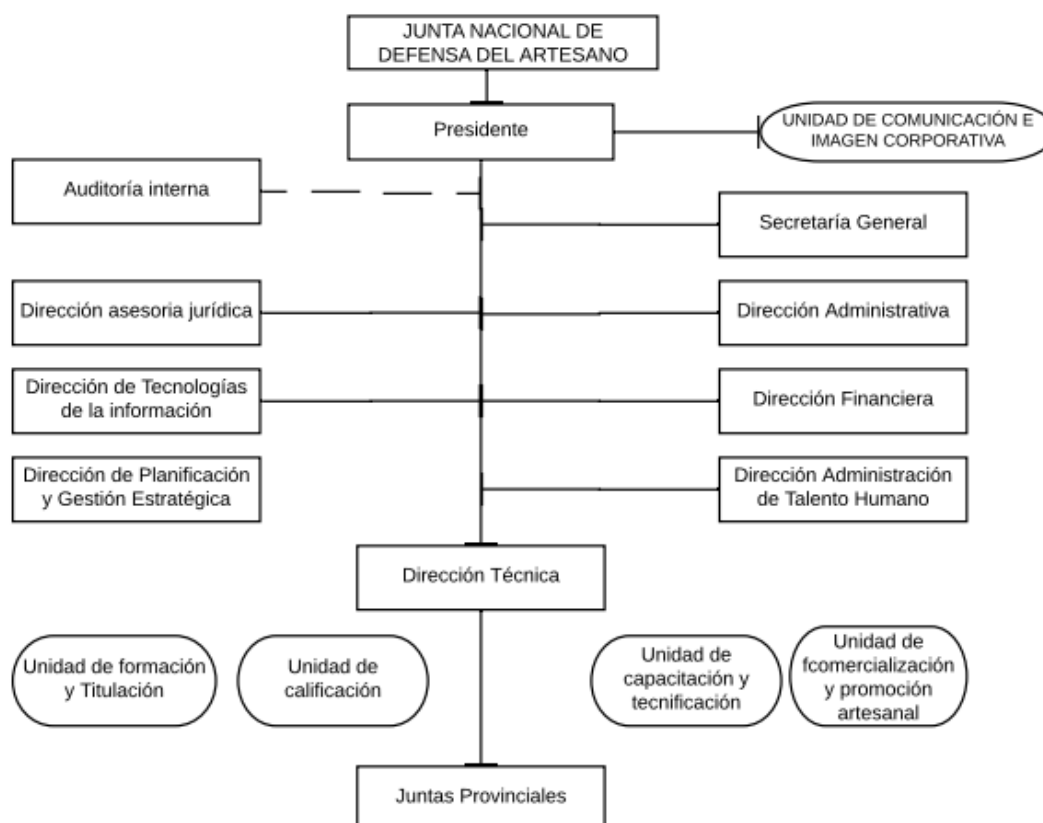 JUNTA NACIONAL DE
DEFENSA DEL ARTESANO
Presidente
UNIDAD DE COMUNICACIÓN E
IMAGEN CORPORATIVA
Auditoría interna
Secretaría General
Dirección asesoria jurídica
Dirección Administrativa
Dirección de Tecnologías
de la información
Dirección Financiera
Dirección de Planificación
y Gestión Estratégica
Dirección Administración
de Talento Humano
Dirección Técnica
Unidad de formación
y Titulación
Unidad de
calificación
Unidad de
capacitación y
tecnificación
Unidad de
fcomercialización
y promoción
artesanal
Juntas Provinciales